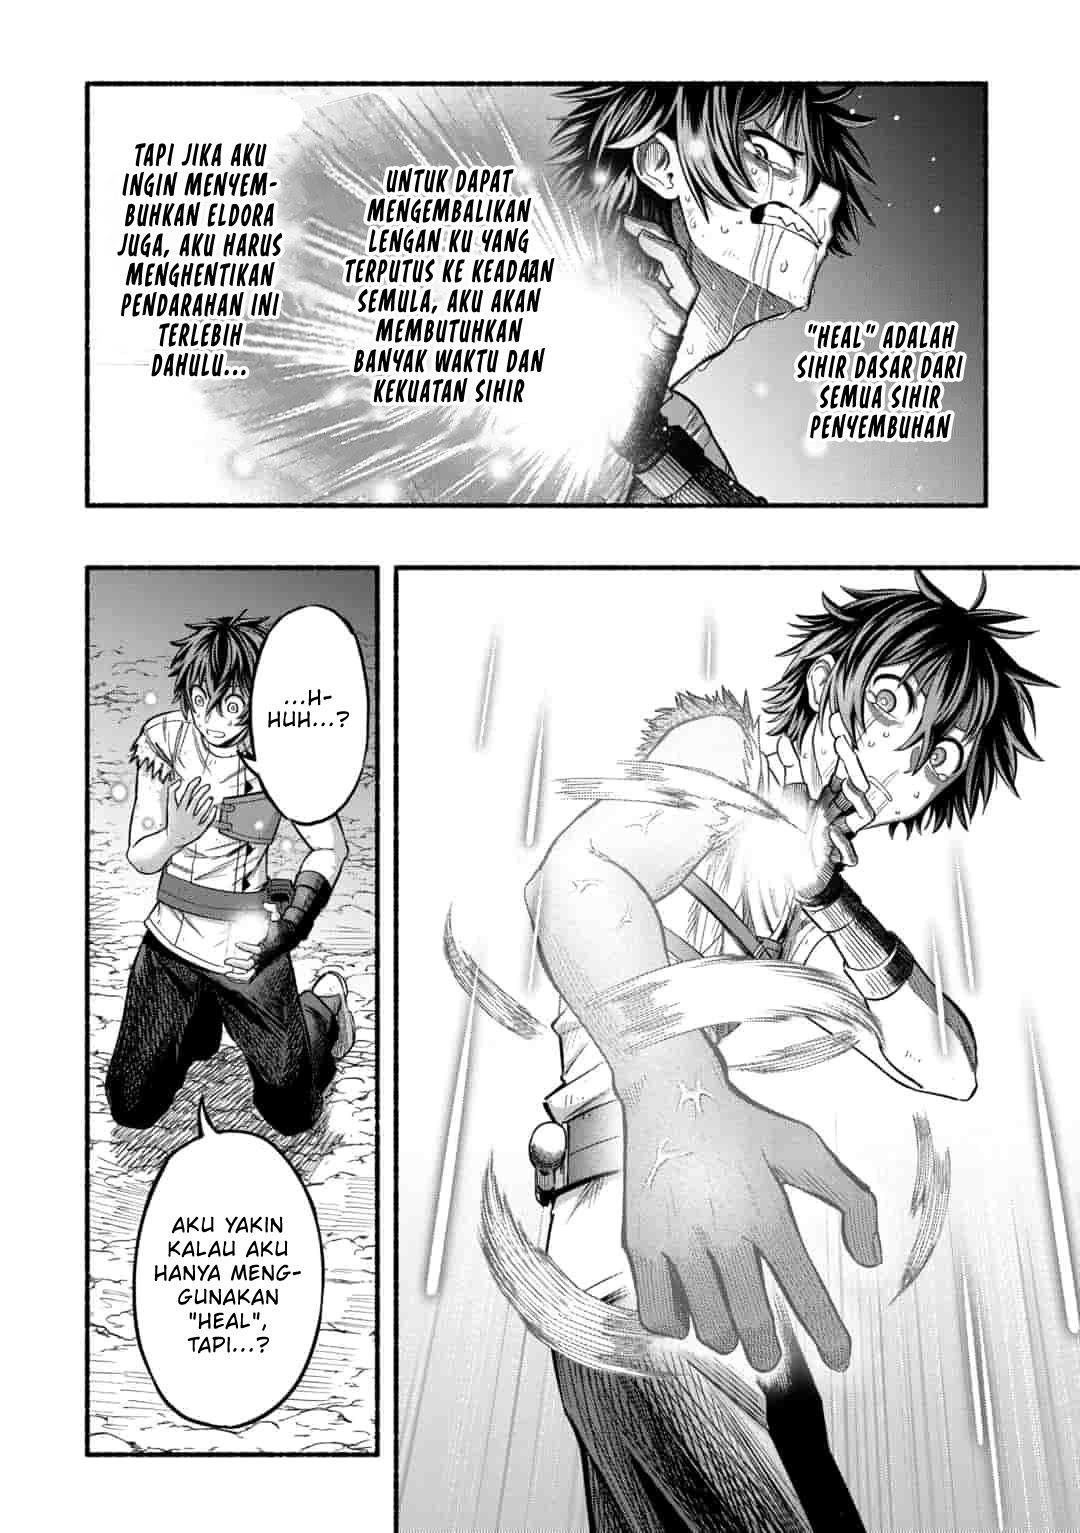 "HEAL" ADALAH
SIHIR DASAR DARI
SEMUA SIHIR
PENYEMBUHAN
UNTUK DAPAT
MENGEMBALIKAN
LENGAN KU YANG
TERPUTUS KE KEADAAN
SEMULA, AKU AKAN
MEMBUTUHKAN
BANYAK WAKTU DAN
KEKUATAN SIHIR
TAPI JIKA AKU
INGIN MENYEM-
BUHKAN ELDORA
JUGA, AKU HARUS
MENGHENTIKAN
PENDARAHAN INI
TERLEBIH
DAHULU...
...H-
HUH...?
AKU YAKIN
KALAU AKU
HANYA MENG-
GUNAKAN
"HEAL",
TAPI...?